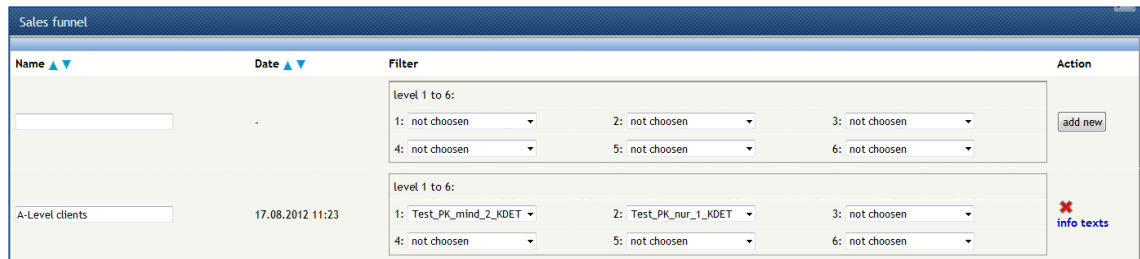 Sales funnel
Name Date Filter Action
level 1 to 6:
1: not choosen 2: not choosen 3: not choosen
- add new
4: not choosen 5: not choosen 6: not choosen
level 1 to 6:
A-Level clients 17.08.2012 11:23 1: Test_PK_mind_2_KDET 2: Test_PK_nur_1_KDET 3: not choosen
info texts
4: not choosen 5: not choosen 6: not choosen